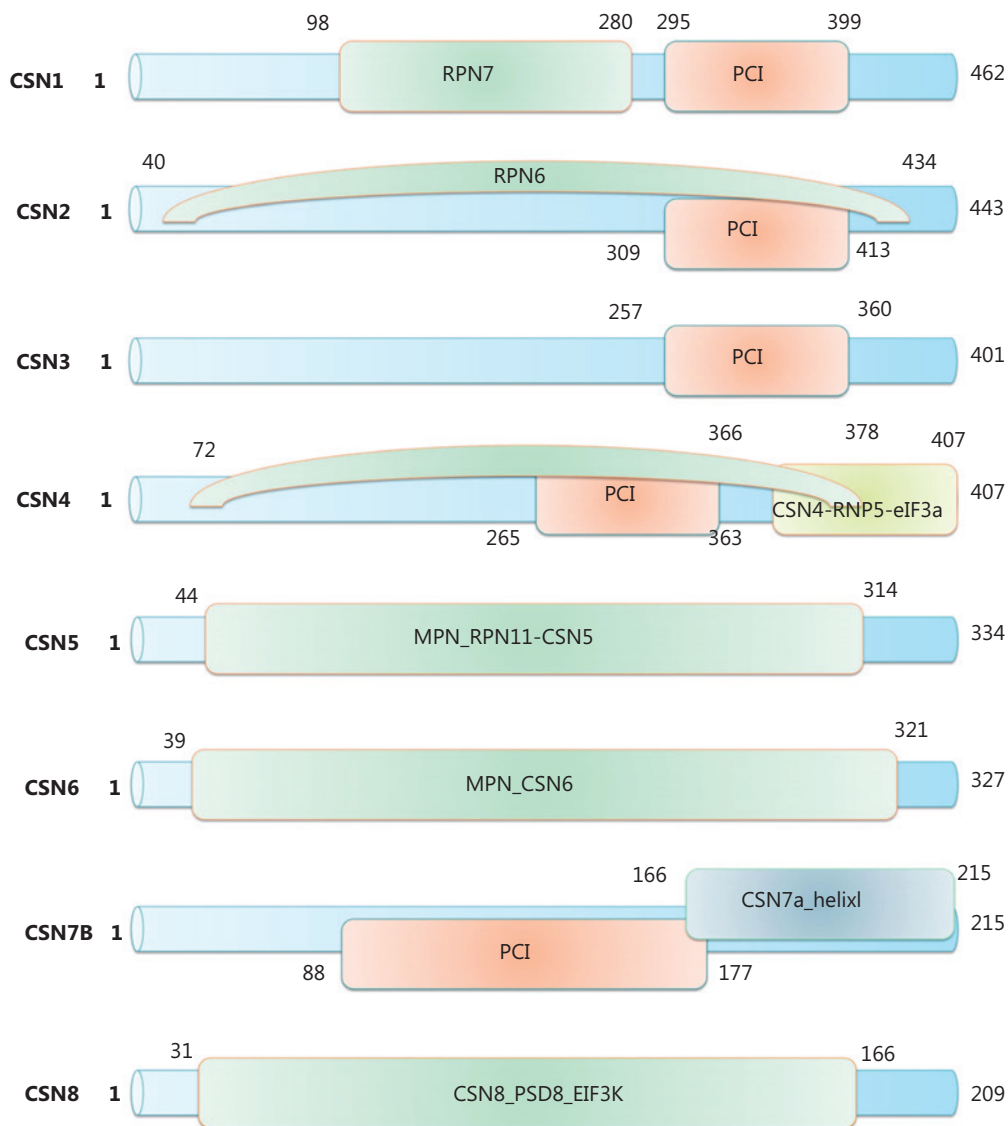 98 280 295 399
CSN1 1 RPN7 PCI 462
40 434
RPN6
CSN2 1 443
PCI
309 413
257 360
CSN3 1 PCI 401
72 366 378 407
CSN4 1 PCI 407
CSN4-RNP5-eIF3a
265 363
44 314
CSN5 1 MPN_RPN11-CSN5 334
39 321
CSN6 1 MPN_CSN6 327
166 215
CSN7a_helixI
CSN7B 1 215
PCI
88 177
31 166
CSN8 1 CSN8_PSD8_EIF3K 209